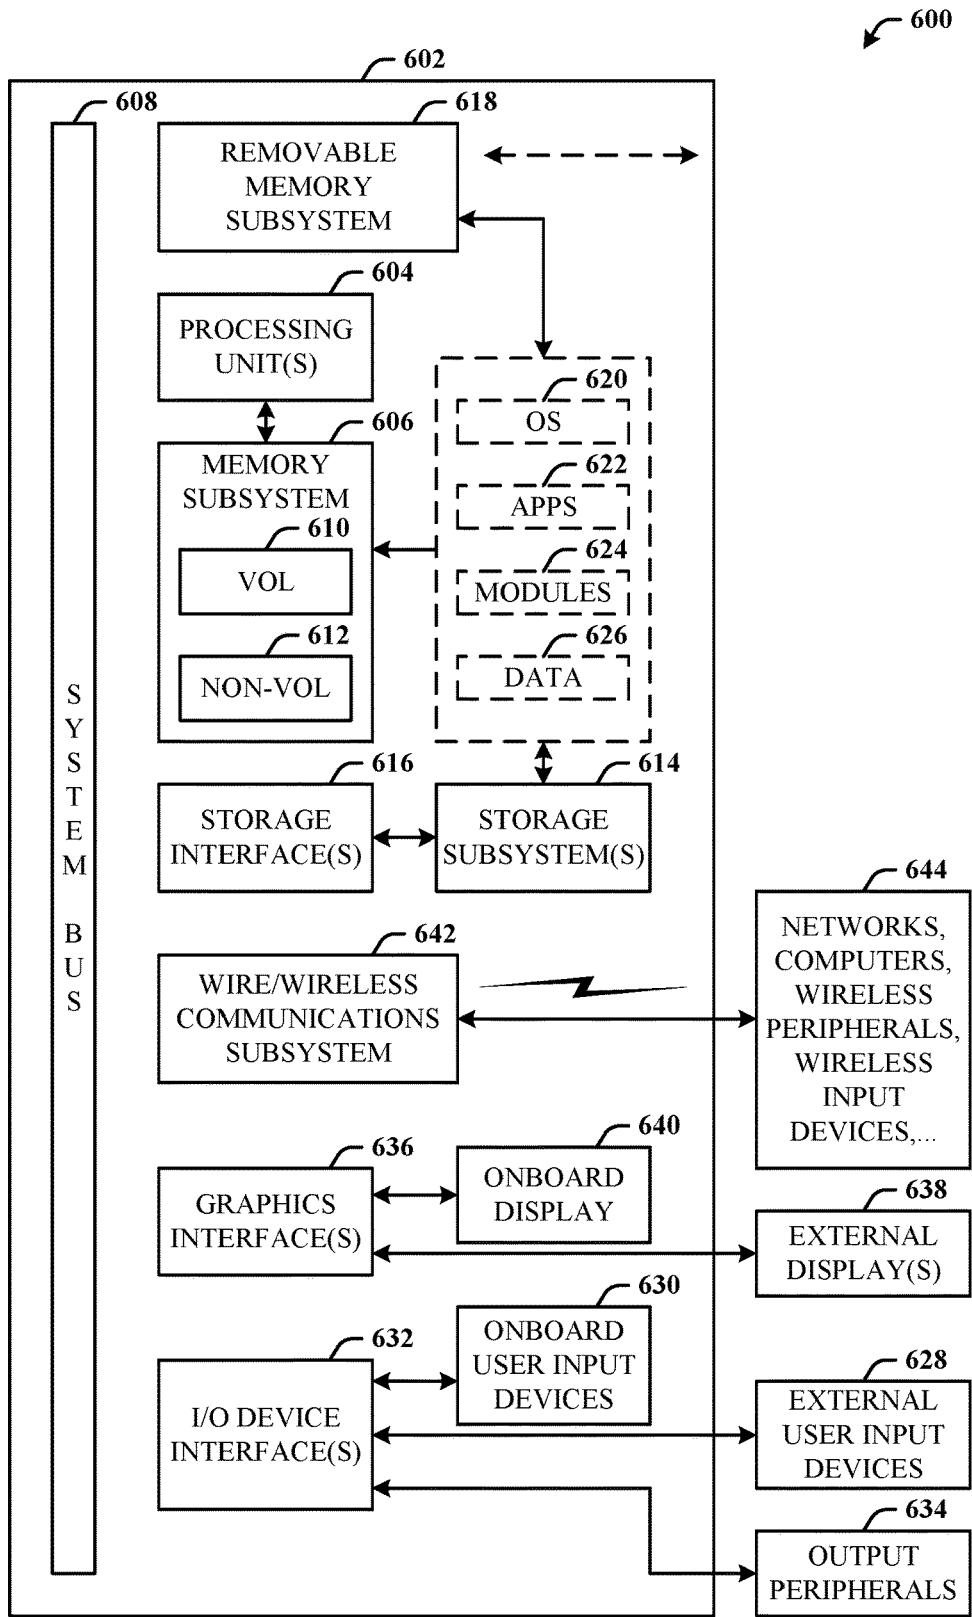 600
602
608
618
REMOVABLE
MEMORY
SUBSYSTEM
604
PROCESSING
UNIT(S)
606
MEMORY
SUBSYSTEM
610
VOL
612
NON-VOL
620
OS
622
APPS
624
MODULES
626
DATA
SYSTEM BUS
616
STORAGE
INTERFACE(S)
614
STORAGE
SUBSYSTEM(S)
642
WIRE/WIRELESS
COMMUNICATIONS
SUBSYSTEM
644
NETWORKS,
COMPUTERS,
WIRELESS
PERIPHERALS,
WIRELESS
INPUT
DEVICES,...
636
GRAPHICS
INTERFACE(S)
640
ONBOARD
DISPLAY
638
EXTERNAL
DISPLAY(S)
632
I/O DEVICE
INTERFACE(S)
630
ONBOARD
USER INPUT
DEVICES
628
EXTERNAL
USER INPUT
DEVICES
634
OUTPUT
PERIPHERALS